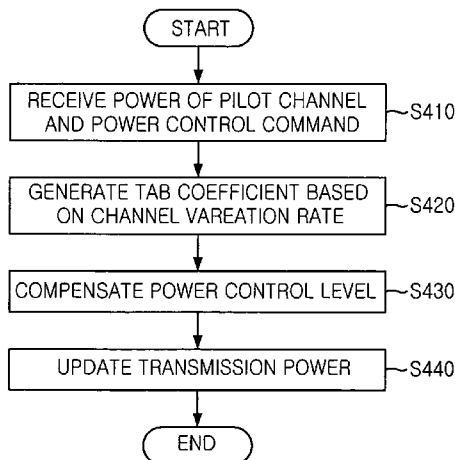 START
RECEIVE POWER OF PILOT CHANNEL
AND POWER CONTROL COMMAND
S410
GENERATE TAB COEFFICIENT BASED
ON CHANNEL VAREATION RATE
S420
COMPENSATE POWER CONTROL LEVEL
S430
UPDATE TRANSMISSION POWER
S440
END